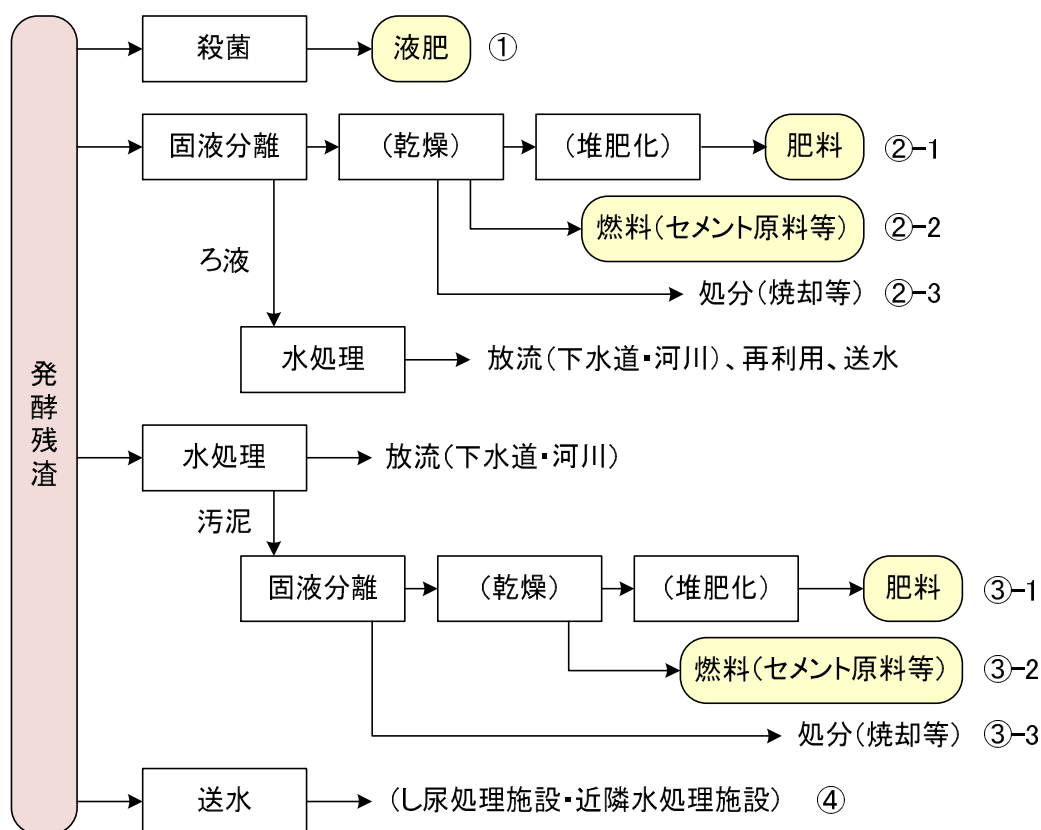 発酵残渣
殺菌
液肥
①
固液分離
(乾燥)
(堆肥化)
肥料
②-1
燃料(セメント原料等)
②-2
処分(焼却等)
②-3
ろ液
水処理
放流(下水道・河川)、再利用、送水
水処理
放流(下水道・河川)
汚泥
固液分離
(乾燥)
(堆肥化)
肥料
③-1
燃料(セメント原料等)
③-2
処分(焼却等)
③-3
送水
(し尿処理施設・近隣水処理施設)
④